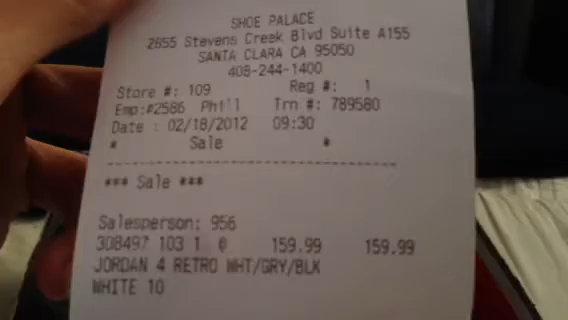 SHOE PALACE
2655 Stevens Creek Blvd Suite A155
SANTA CLARA CA 95050
408-244-1400
Store #: 109 Reg #: 1
Emp:#2586 Phill Trn #: 789580
Date : 02/18/2012 09:30
* Sale *
*** Sale ***
Salesperson: 956
308497 103 1 0 159.99 159.99
JORDAN 4 RETRO WHT/GRY/BLK
WHITE 10